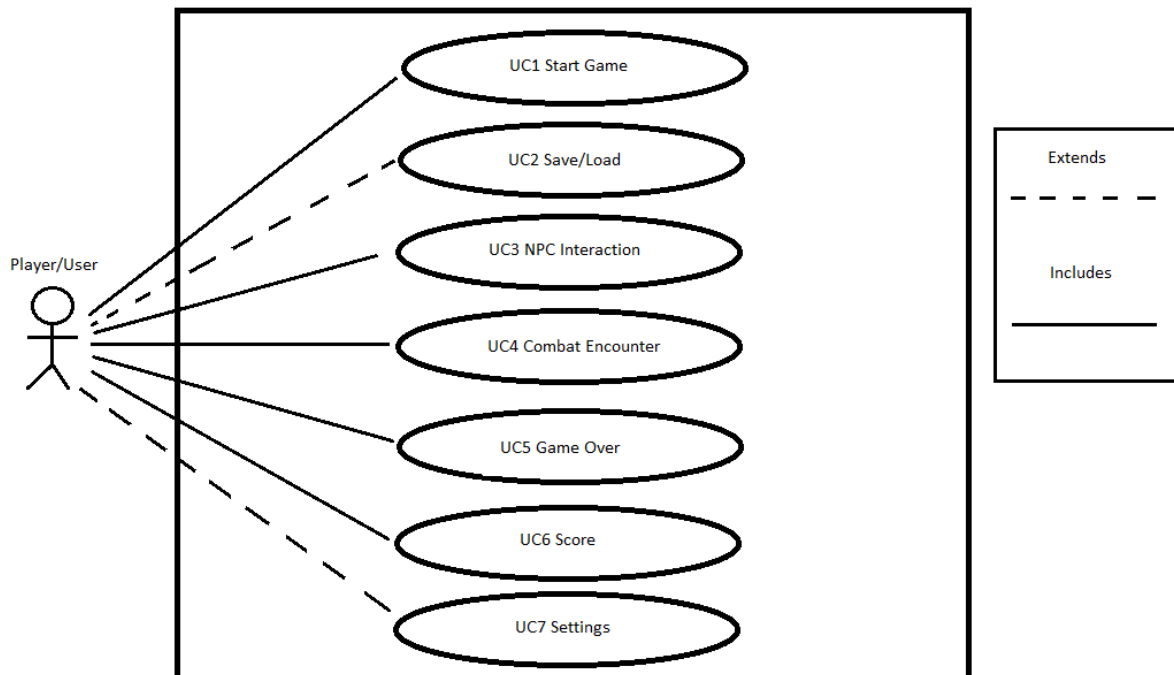 UC1 Start Game
UC2 Save/Load
UC3 NPC Interaction
UC4 Combat Encounter
UC5 Game Over
UC6 Score
UC7 Settings
Player/User
Extends
Includes